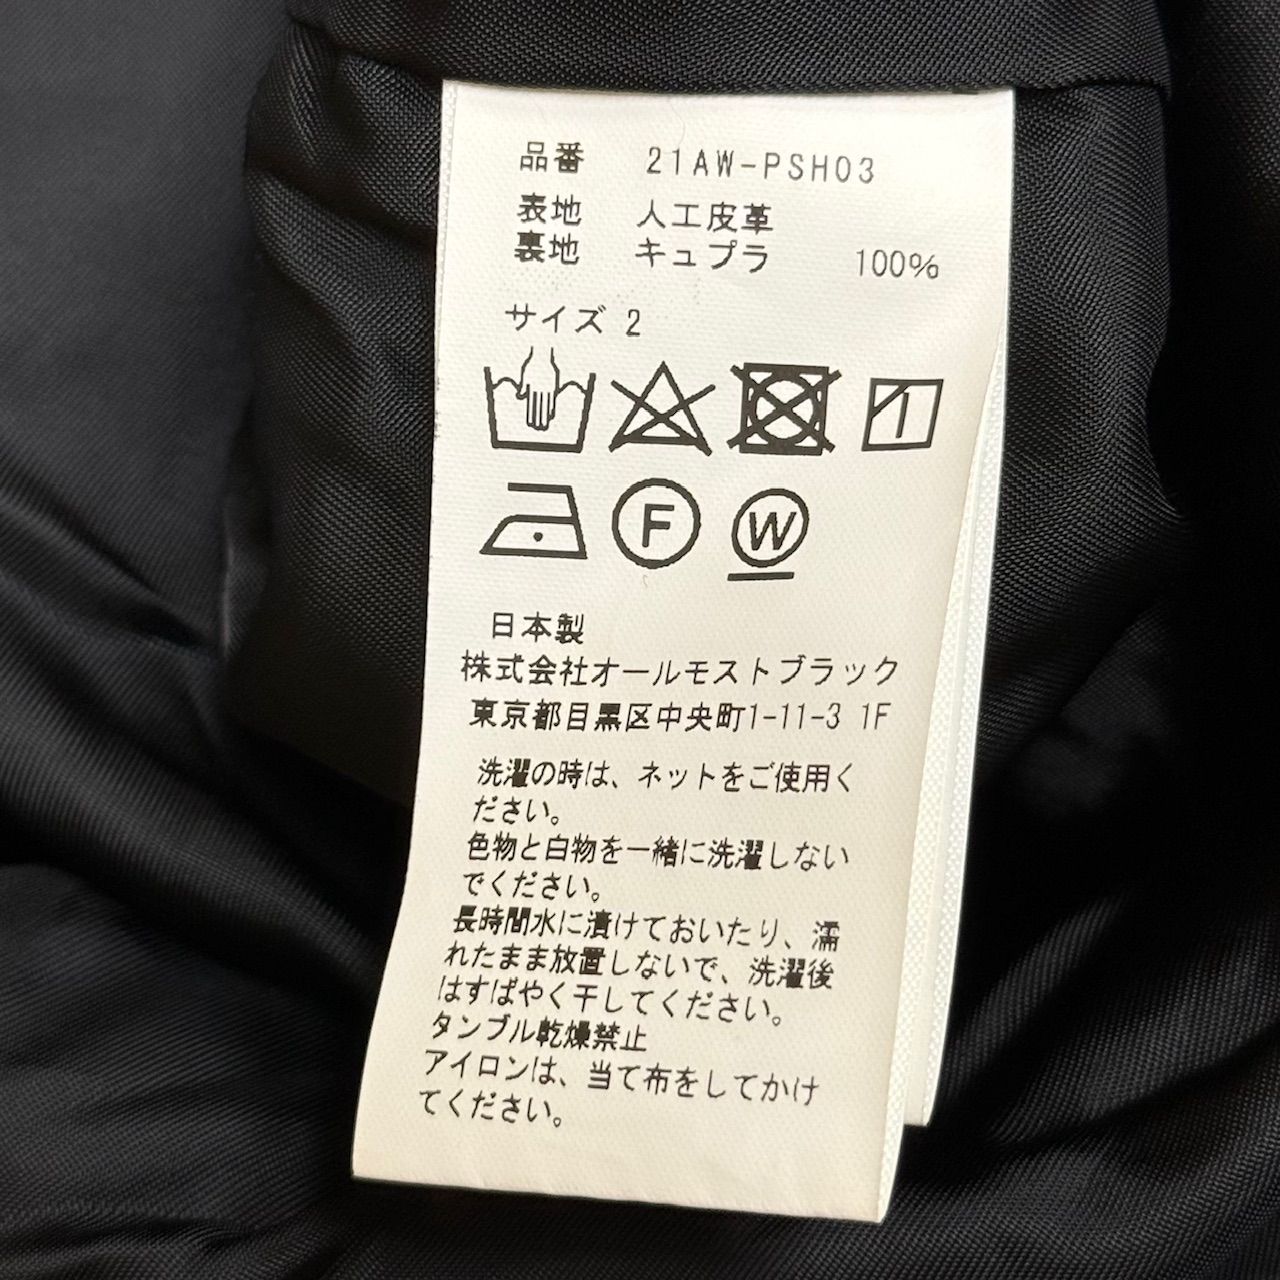 品番 21AW-PSH03
表地 人工皮革
裏地 キュプラ 100%
サイズ 2
F
W
日本製
株式会社オールモストブラック
東京都目黒区中央町1-11-3 1F
洗濯の時は、ネットをご使用く
ださい。
色物と白物を一緒に洗濯しない
でください。
長時間水に漬けておいたり、濡
れたまま放置しないで、洗濯後
はすばやく干してください。
タンブル乾燥禁止
アイロンは、当て布をしてかけ
てください。